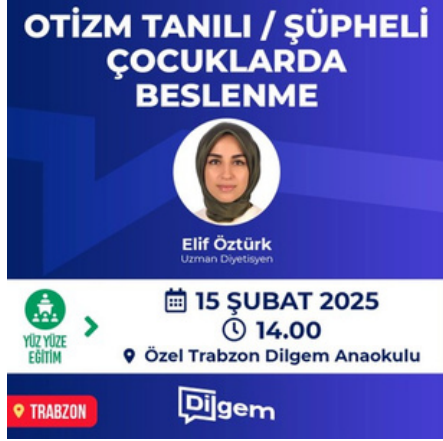 OTİZM TANILI / ŞÜPHELİ
ÇOCUKLARDA
BESLENME
Elif Öztürk
Uzman Diyetisyen
YÜZ YÜZE
EĞİTİM
15 ŞUBAT 2025
14.00
Özel Trabzon Dilgem Anaokulu
TRABZON
Dilgem